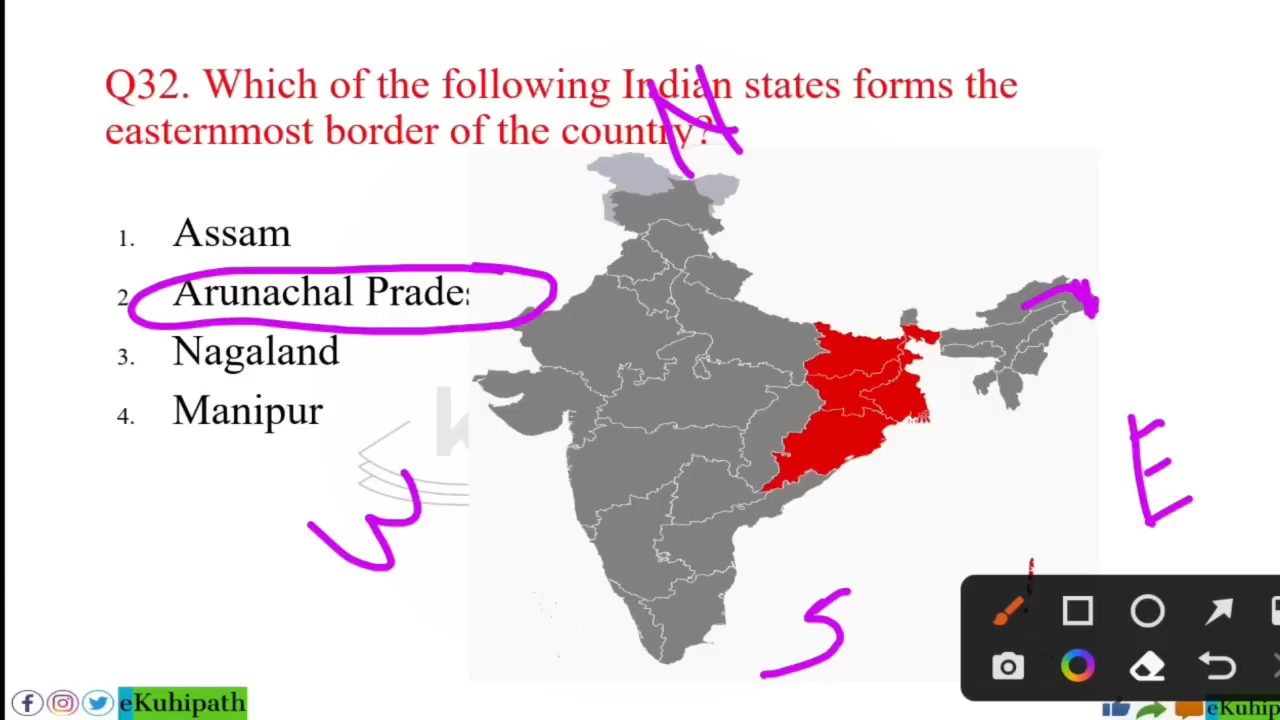 Q32. Which of the following Indian states forms the
easternmost border of the country?
N
1. Assam
2 Arunachal Prades
3. Nagaland
4. Manipur
W
E
S
eKuhipath
eKuhip